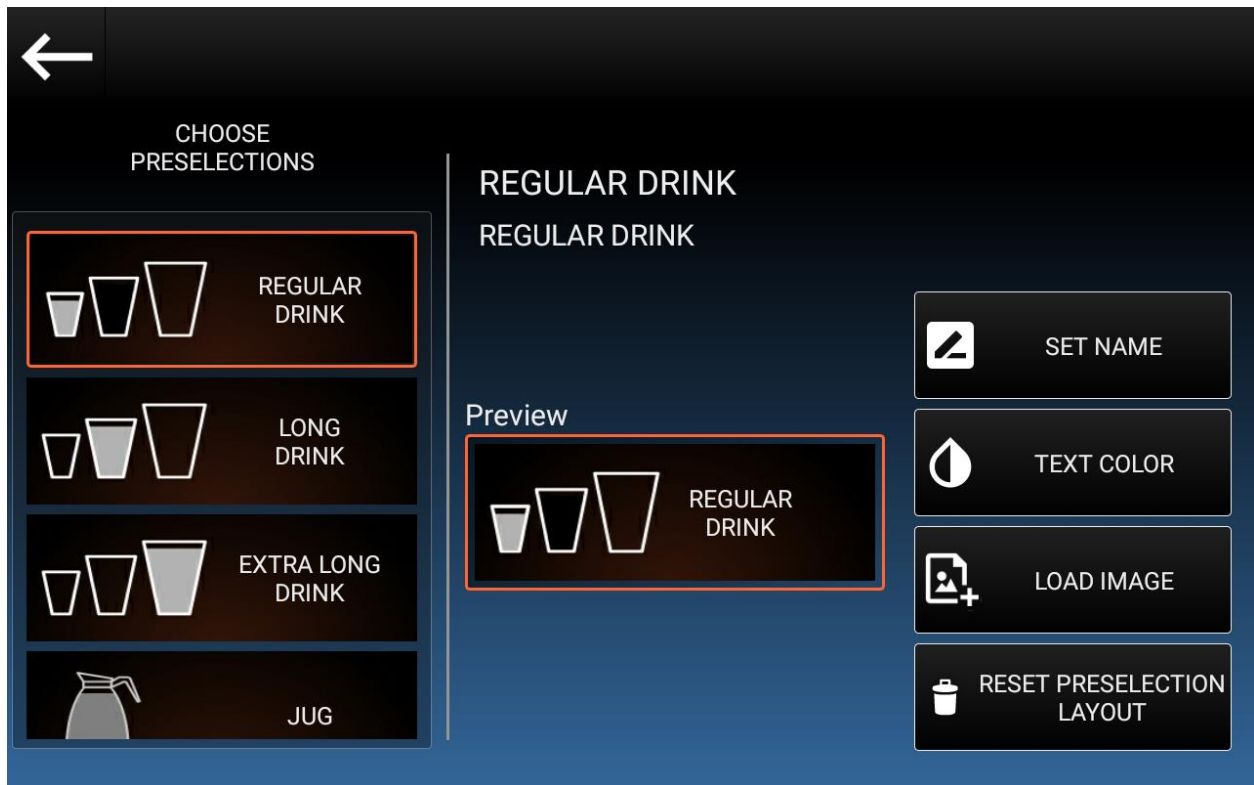 CHOOSE
PRESELECTIONS
REGULAR
DRINK
LONG
DRINK
EXTRA LONG
DRINK
JUG
REGULAR DRINK
REGULAR DRINK
Preview
REGULAR
DRINK
SET NAME
TEXT COLOR
LOAD IMAGE
RESET PRESELECTION
LAYOUT